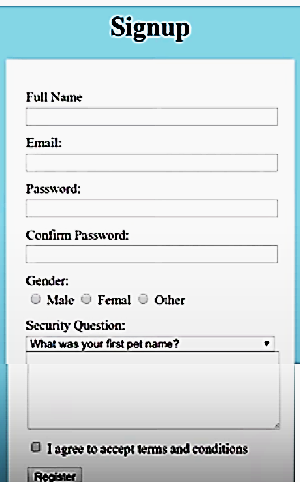 Signup
Full Name
Email:
Password:
Confirm Password:
Gender:
Male Femal Other
Security Question:
What was your first pet name?
I agree to accept terms and conditions
Register